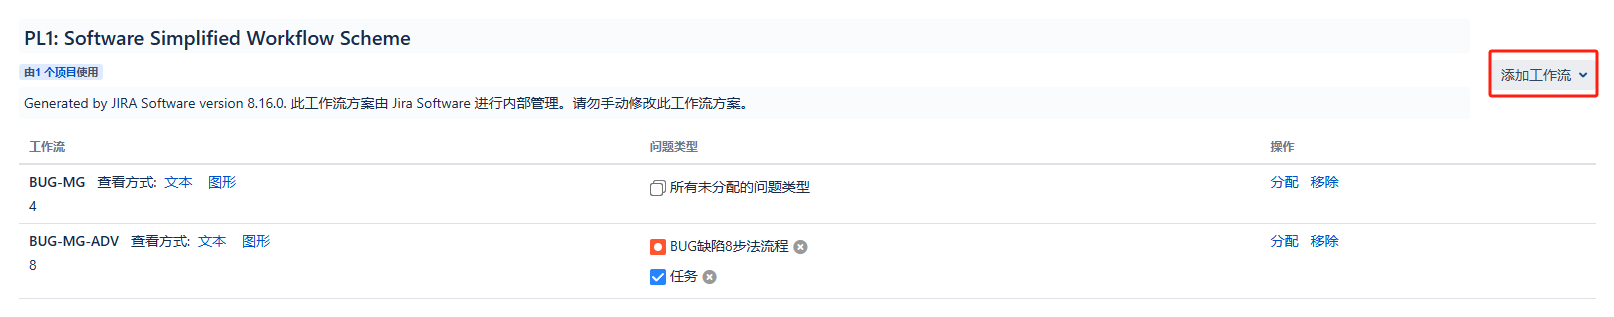 PL1: Software Simplified Workflow Scheme
由1 个项目使用
添加工作流
Generated by JIRA Software version 8.16.0. 此工作流方案由 Jira Software 进行内部管理。请勿手动修改此工作流方案。
工作流 问题类型 操作
BUG-MG 查看方式: 文本 图形 所有未分配的问题类型 分配 移除
4
BUG-MG-ADV 查看方式: 文本 图形 BUG缺陷8步法流程 分配 移除
8 任务